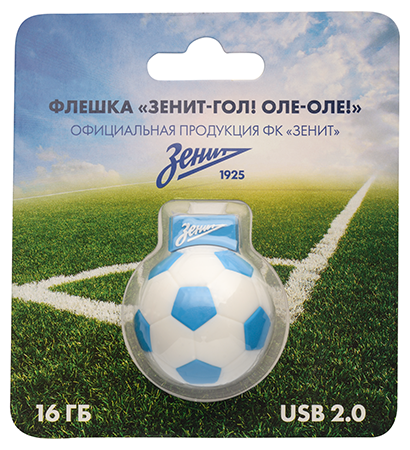 ФЛЕШКА «ЗЕНИТ-ГОЛ! ОЛЕ-ОЛЕ!»
ОФИЦИАЛЬНАЯ ПРОДУКЦИЯ ФК «ЗЕНИТ»
Зенит
1925
Зенит
16 ГБ USB 2.0